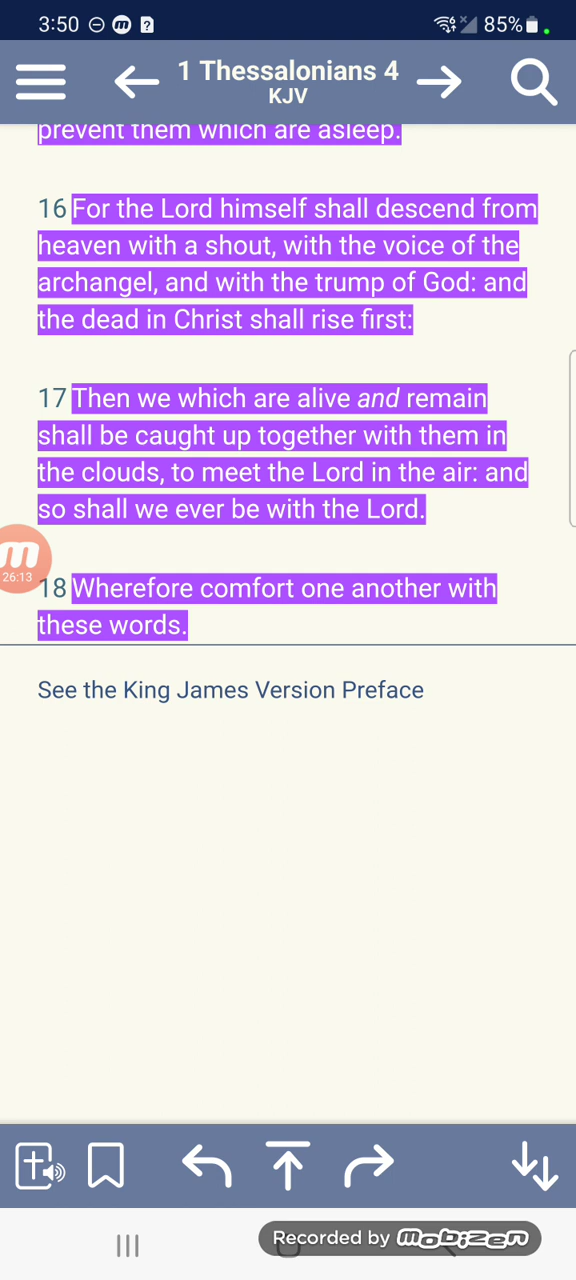 3:50
85%
1 Thessalonians 4
KJV
prevent them which are asleep.
16 For the Lord himself shall descend from
heaven with a shout, with the voice of the
archangel, and with the trump of God: and
the dead in Christ shall rise first:
17 Then we which are alive and remain
shall be caught up together with them in
the clouds, to meet the Lord in the air: and
so shall we ever be with the Lord.
26:13
18 Wherefore comfort one another with
these words.
See the King James Version Preface
Recorded by Mobizen